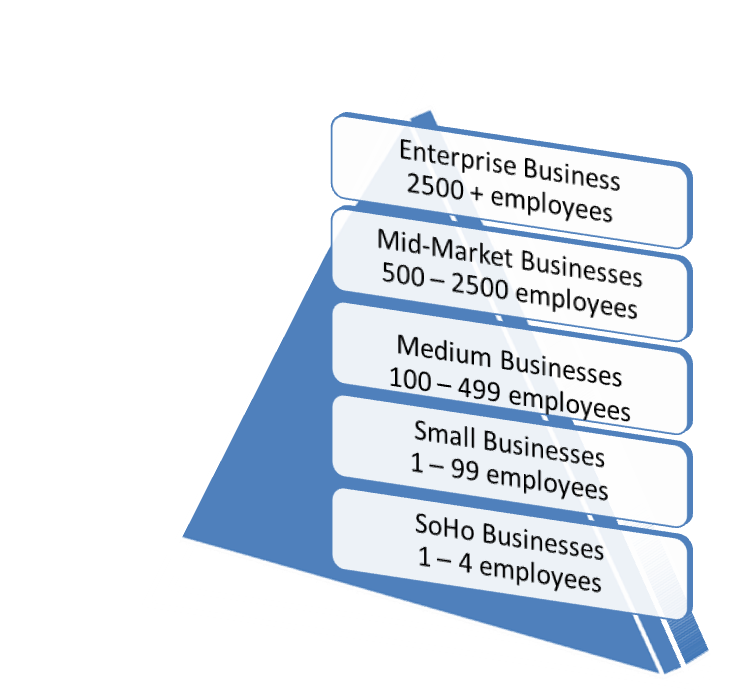 Enterprise Business
2500 + employees
Mid-Market Businesses
500 – 2500 employees
Medium Businesses
100 – 499 employees
Small Businesses
1 – 99 employees
SoHo Businesses
1 – 4 employees